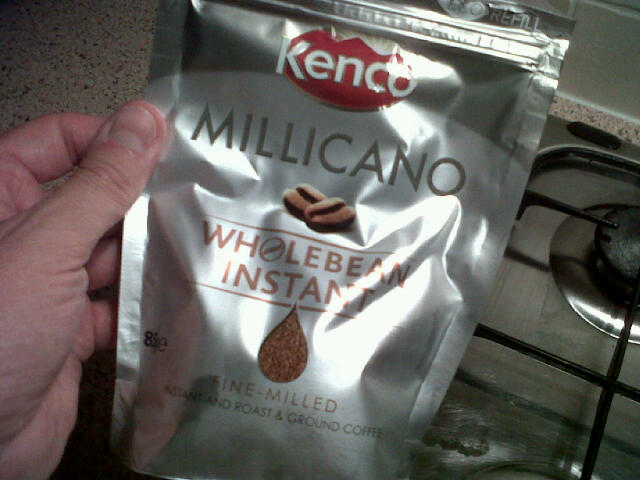 REFILL
Kenco
MILLICANO
WHOLEBEAN
INSTANT
FINE-MILLED
INSTANT AND ROAST & GROUND COFFEE